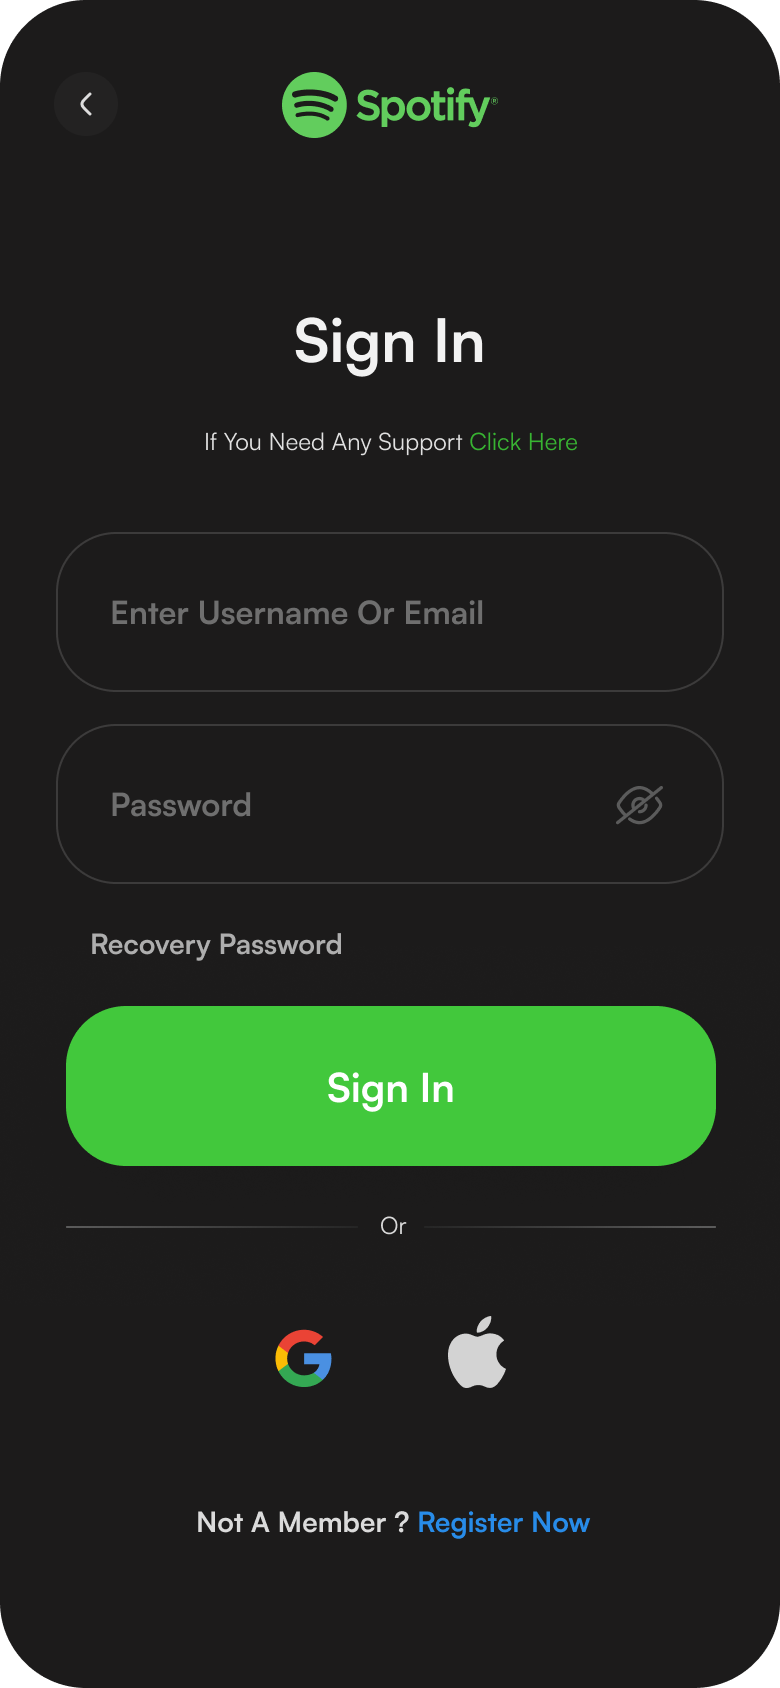 Spotify®
Sign In
If You Need Any Support Click Here
Enter Username Or Email
Password
Recovery Password
Sign In
Or
Not A Member ? Register Now